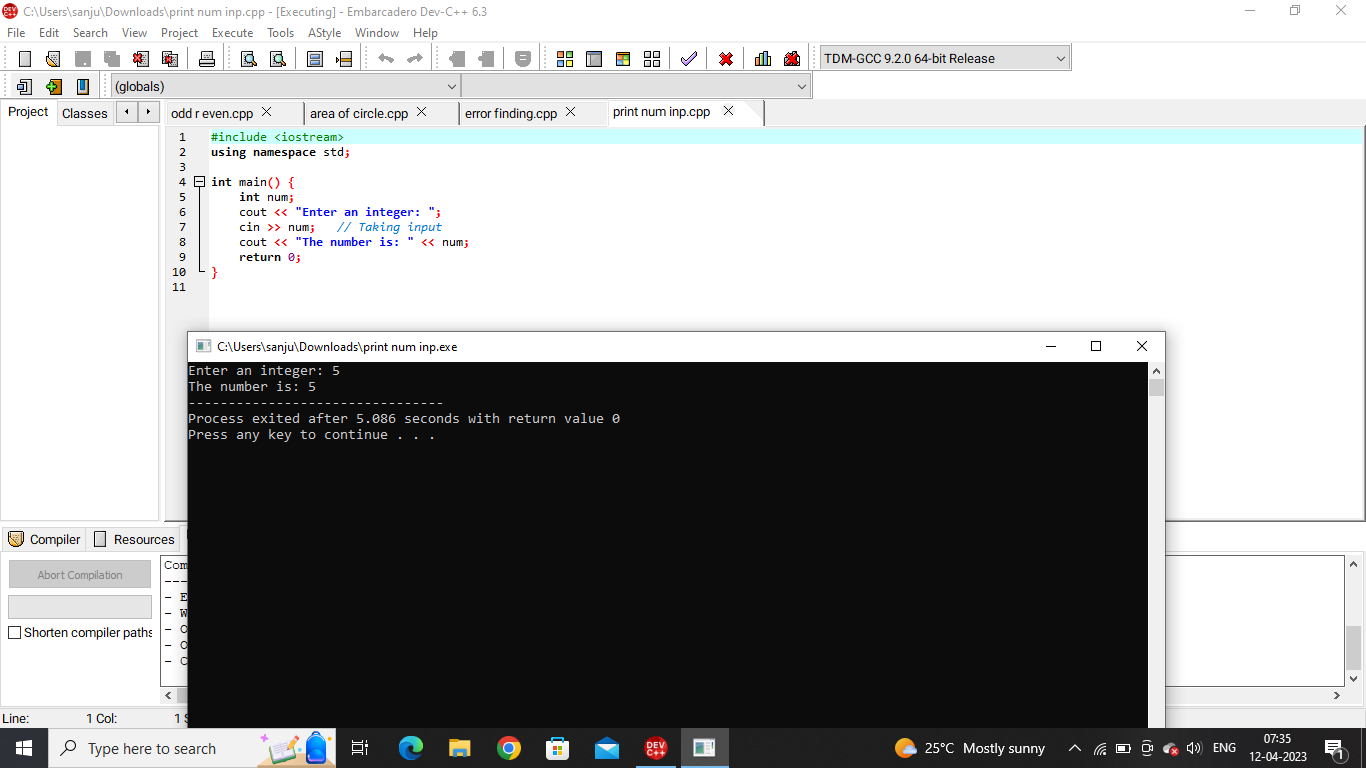 C:\Users\sanju\Downloads\print num inp.cpp - [Executing] - Embarcadero Dev-C++ 6.3
File Edit Search View Project Execute Tools AStyle Window Help
TDM-GCC 9.2.0 64-bit Release
(globals)
Project Classes
odd r even.cpp area of circle.cpp error finding.cpp print num inp.cpp
1 #include <iostream>
2 using namespace std;
3
4 int main() {
5 int num;
6 cout << "Enter an integer: ";
7 cin >> num; // Taking input
8 cout << "The number is: " << num;
9 return 0;
10 }
11
C:\Users\sanju\Downloads\print num inp.exe
Enter an integer: 5
The number is: 5
--------------------------------
Process exited after 5.086 seconds with return value 0
Press any key to continue . . .
Compiler Resources
Abort Compilation
Shorten compiler paths
Line: 1 Col: 1
Type here to search
DEV C++
25°C Mostly sunny
ENG
07:35
12-04-2023
1